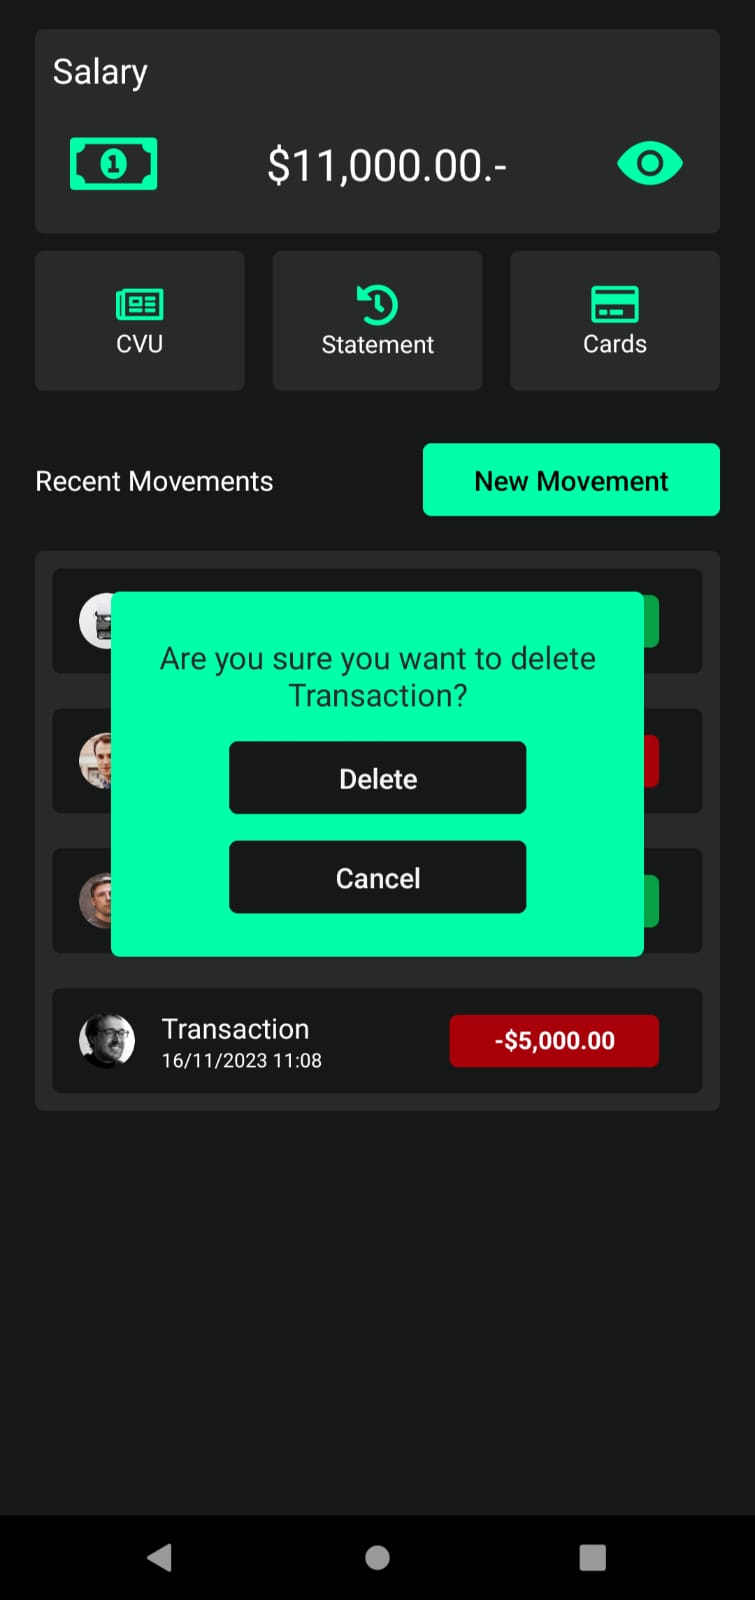 Salary
$11,000.00.-
CVU
Statement
Cards
Recent Movements
New Movement
Are you sure you want to delete
Transaction?
Delete
Cancel
Transaction
16/11/2023 11:08
-$5,000.00